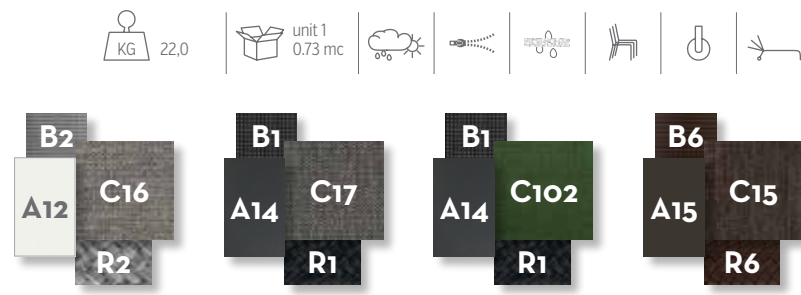 KG 22,0
unit 1
0.73 mc
B2
A12 C16
R2
B1
A14 C17
R1
B1
A14 C102
R1
B6
A15 C15
R6